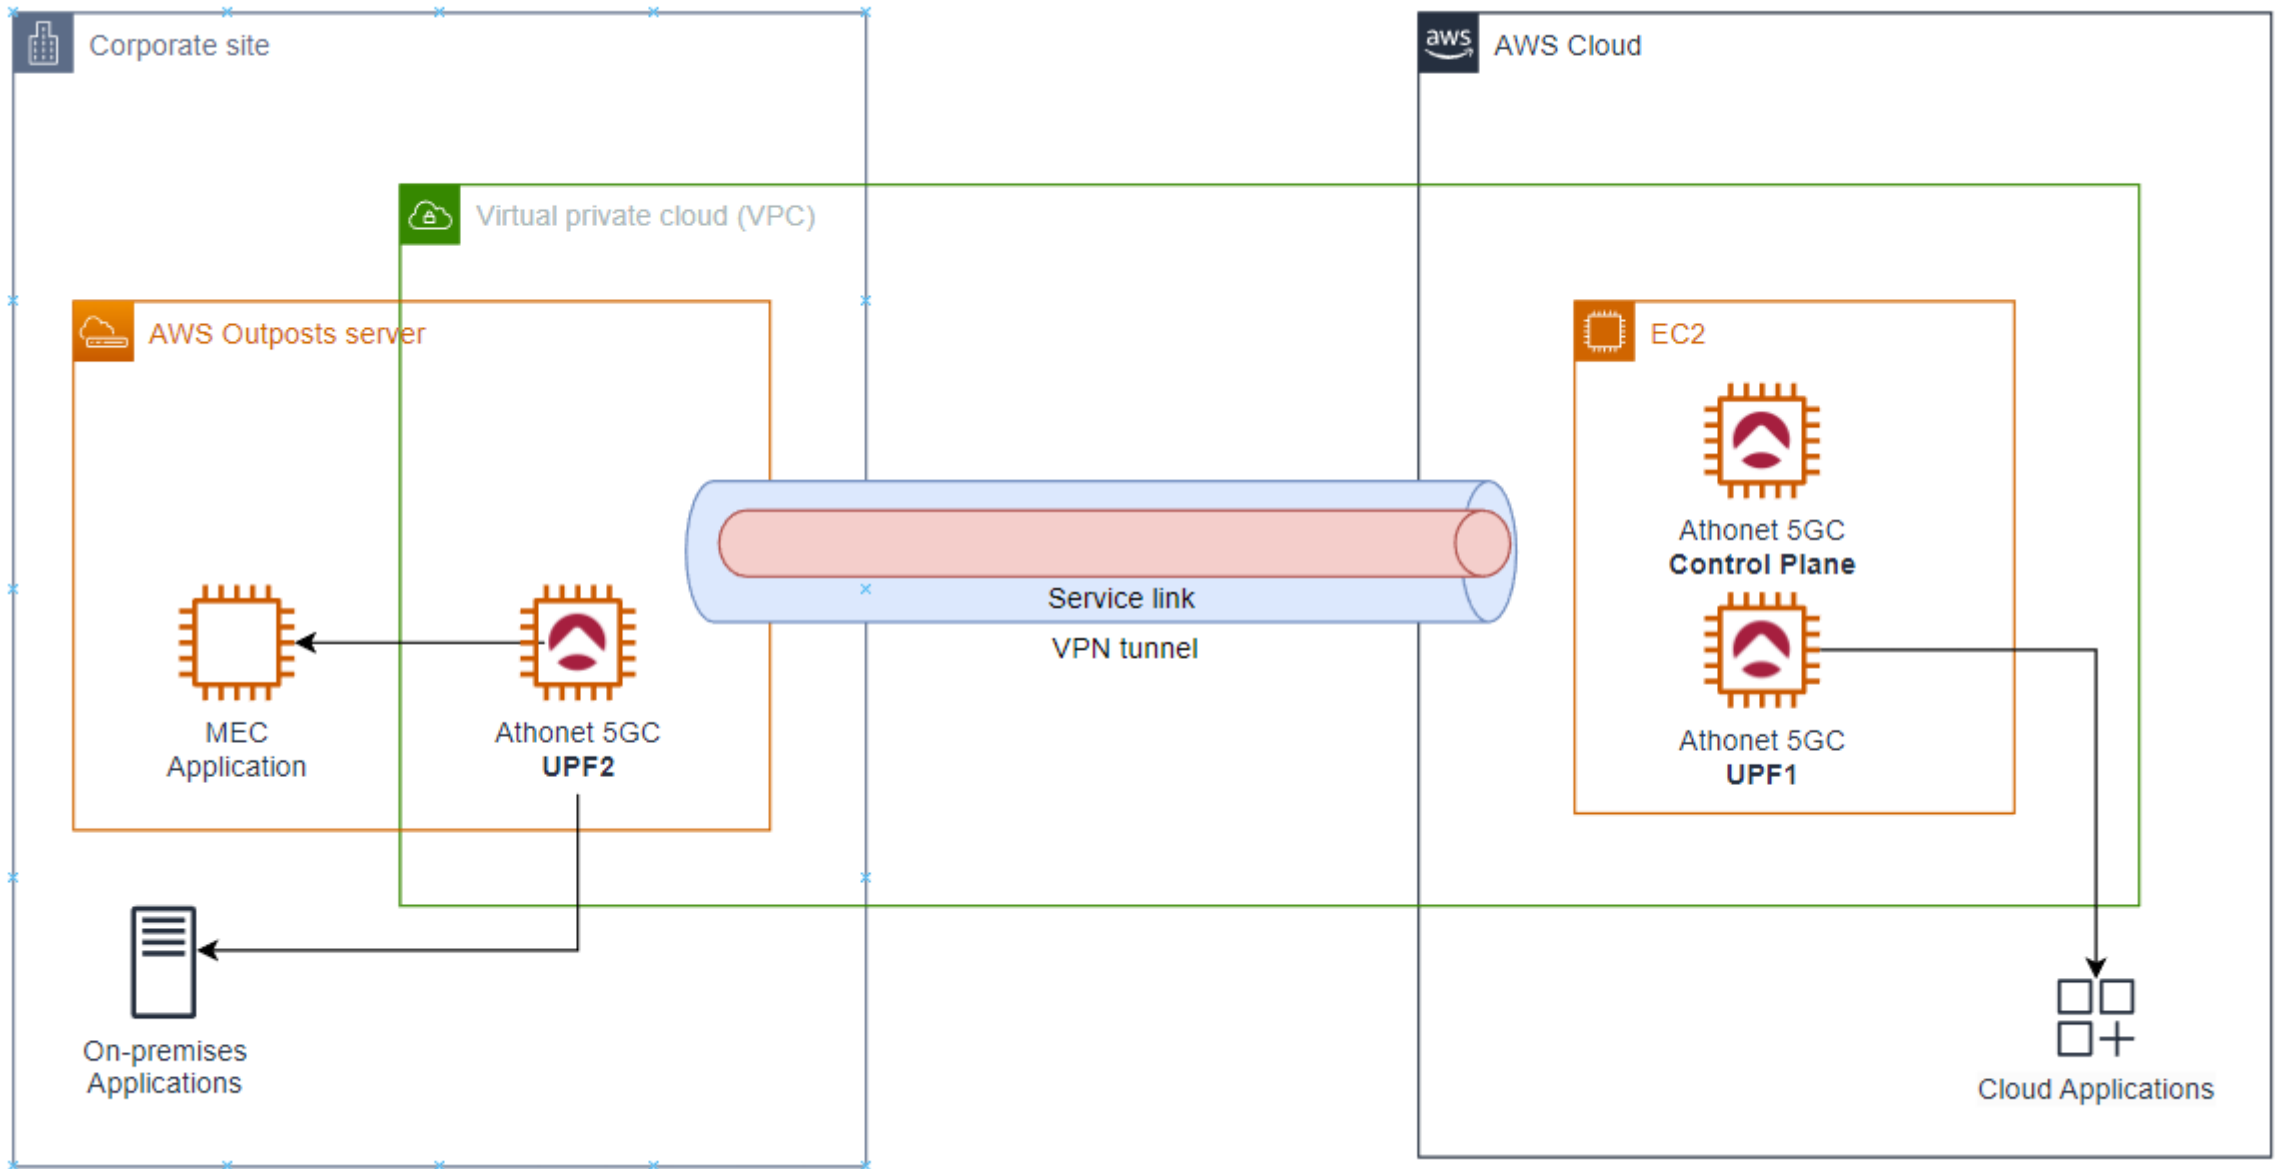 Corporate site
aws
AWS Cloud
Virtual private cloud (VPC)
AWS Outposts server
EC2
Athonet 5GC
Control Plane
Service link
VPN tunnel
MEC
Application
Athonet 5GC
UPF2
Athonet 5GC
UPF1
On-premises
Applications
Cloud Applications